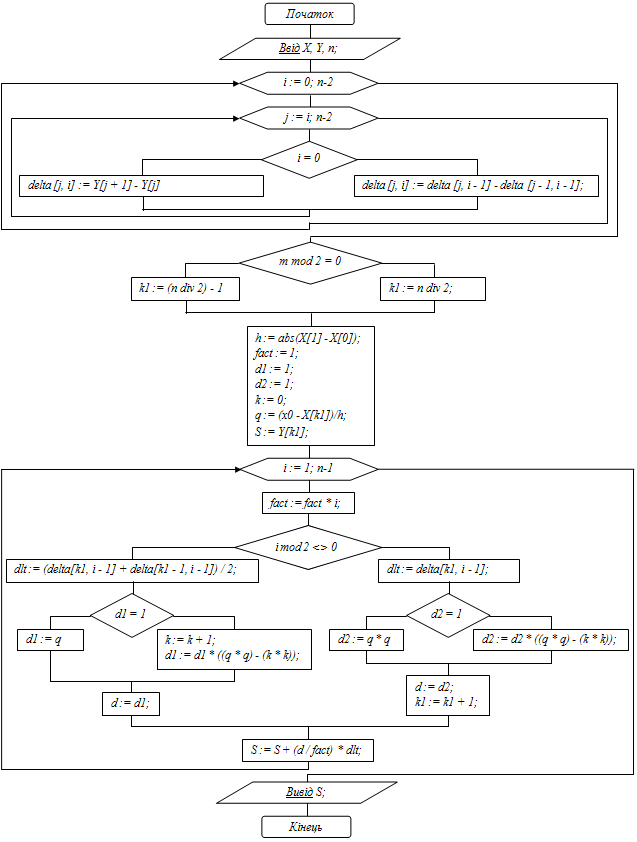 Початок
Ввід X, Y, n;
i := 0; n-2
j := i; n-2
i = 0
delta [j, i] := Y[j + 1] - Y[j]
delta [j, i] := delta [j, i - 1] - delta [j - 1, i - 1];
m mod 2 = 0
k1 := (n div 2) - 1
k1 := n div 2;
h := abs(X[1] - X[0]);
fact := 1;
d1 := 1;
d2 := 1;
k := 0;
q := (x0 - X[k1])/h;
S := Y[k1];
i := 1; n-1
fact := fact * i;
i mod 2 <> 0
dlt := (delta[k1, i - 1] + delta[k1 - 1, i - 1]) / 2;
dlt := delta[k1, i - 1];
d1 = 1
d2 = 1
d1 := q
k := k + 1;
d1 := d1 * ((q * q) - (k * k));
d2 := q * q
d2 := d2 * ((q * q) - (k * k));
d := d1;
d := d2;
k1 := k1 + 1;
S := S + (d / fact) * dlt;
Вивід S;
Кінець